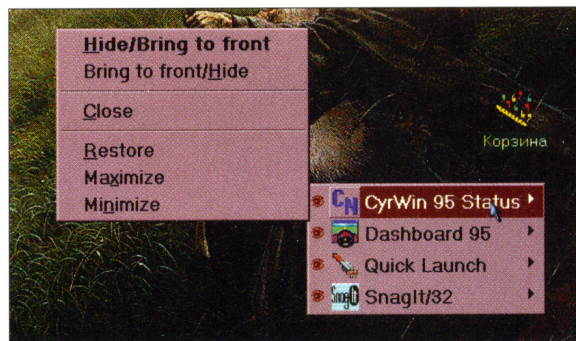 Hide/Bring to front
Bring to front/Hide
Close
Restore
Maximize
Minimize
Корзина
CN
CyrWin 95 Status
Dashboard 95
Quick Launch
SnagIt/32